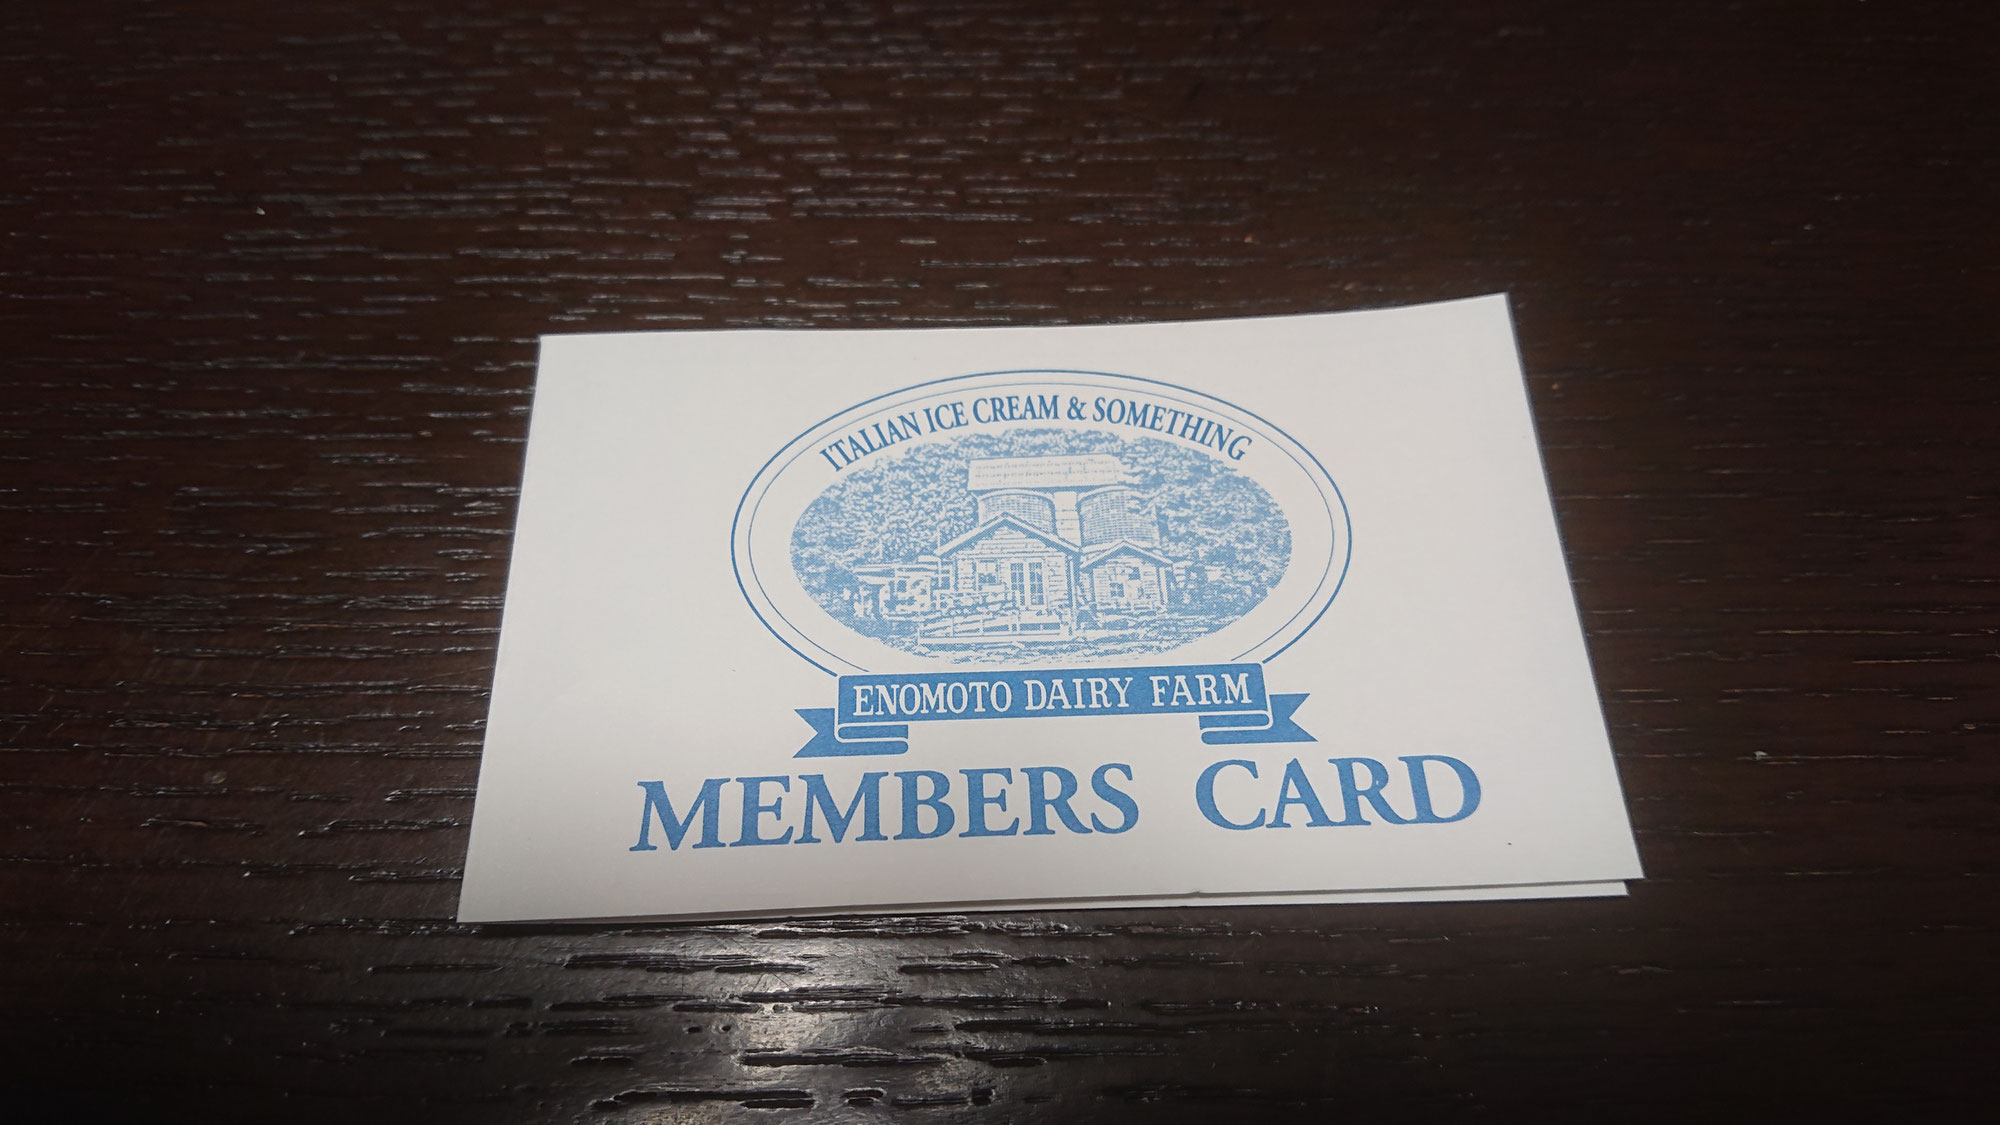 ITALIAN ICE CREAM & SOMETHING
ENOMOTO DAIRY FARM
MEMBERS CARD